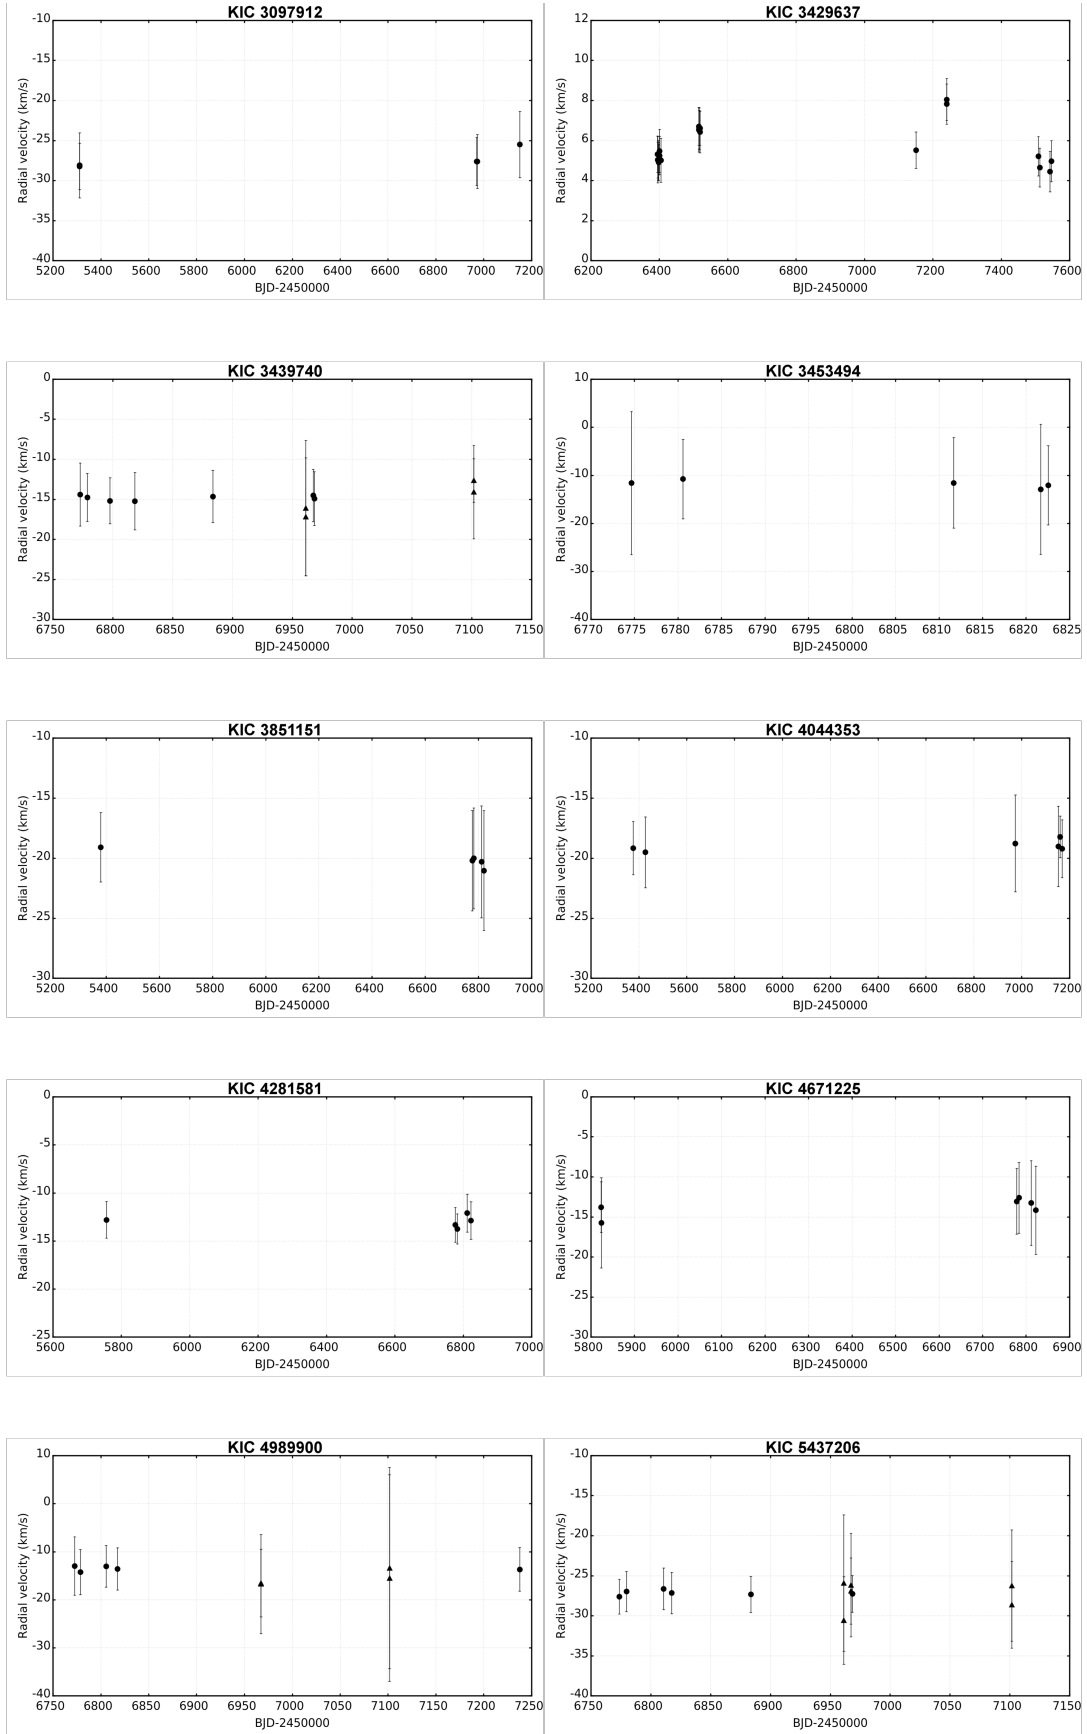 KIC 3097912
-10
-15
-20
-25
-30
-35
-40
Radial velocity (km/s)
5200 5400 5600 5800 6000 6200 6400 6600 6800 7000 7200
BJD-2450000
KIC 3429637
12
10
8
6
4
2
0
Radial velocity (km/s)
6200 6400 6600 6800 7000 7200 7400 7600
BJD-2450000
KIC 3439740
0
-5
-10
-15
-20
-25
-30
Radial velocity (km/s)
6750 6800 6850 6900 6950 7000 7050 7100 7150
BJD-2450000
KIC 3453494
10
0
-10
-20
-30
-40
Radial velocity (km/s)
6770 6775 6780 6785 6790 6795 6800 6805 6810 6815 6820 6825
BJD-2450000
KIC 3851151
-10
-15
-20
-25
-30
Radial velocity (km/s)
5200 5400 5600 5800 6000 6200 6400 6600 6800 7000
BJD-2450000
KIC 4044353
-10
-15
-20
-25
-30
Radial velocity (km/s)
5200 5400 5600 5800 6000 6200 6400 6600 6800 7000 7200
BJD-2450000
KIC 4281581
0
-5
-10
-15
-20
-25
Radial velocity (km/s)
5600 5800 6000 6200 6400 6600 6800 7000
BJD-2450000
KIC 4671225
0
-5
-10
-15
-20
-25
-30
Radial velocity (km/s)
5800 5900 6000 6100 6200 6300 6400 6500 6600 6700 6800 6900
BJD-2450000
KIC 4989900
10
0
-10
-20
-30
-40
Radial velocity (km/s)
6750 6800 6850 6900 6950 7000 7050 7100 7150 7200 7250
BJD-2450000
KIC 5437206
-10
-15
-20
-25
-30
-35
-40
Radial velocity (km/s)
6750 6800 6850 6900 6950 7000 7050 7100 7150
BJD-2450000